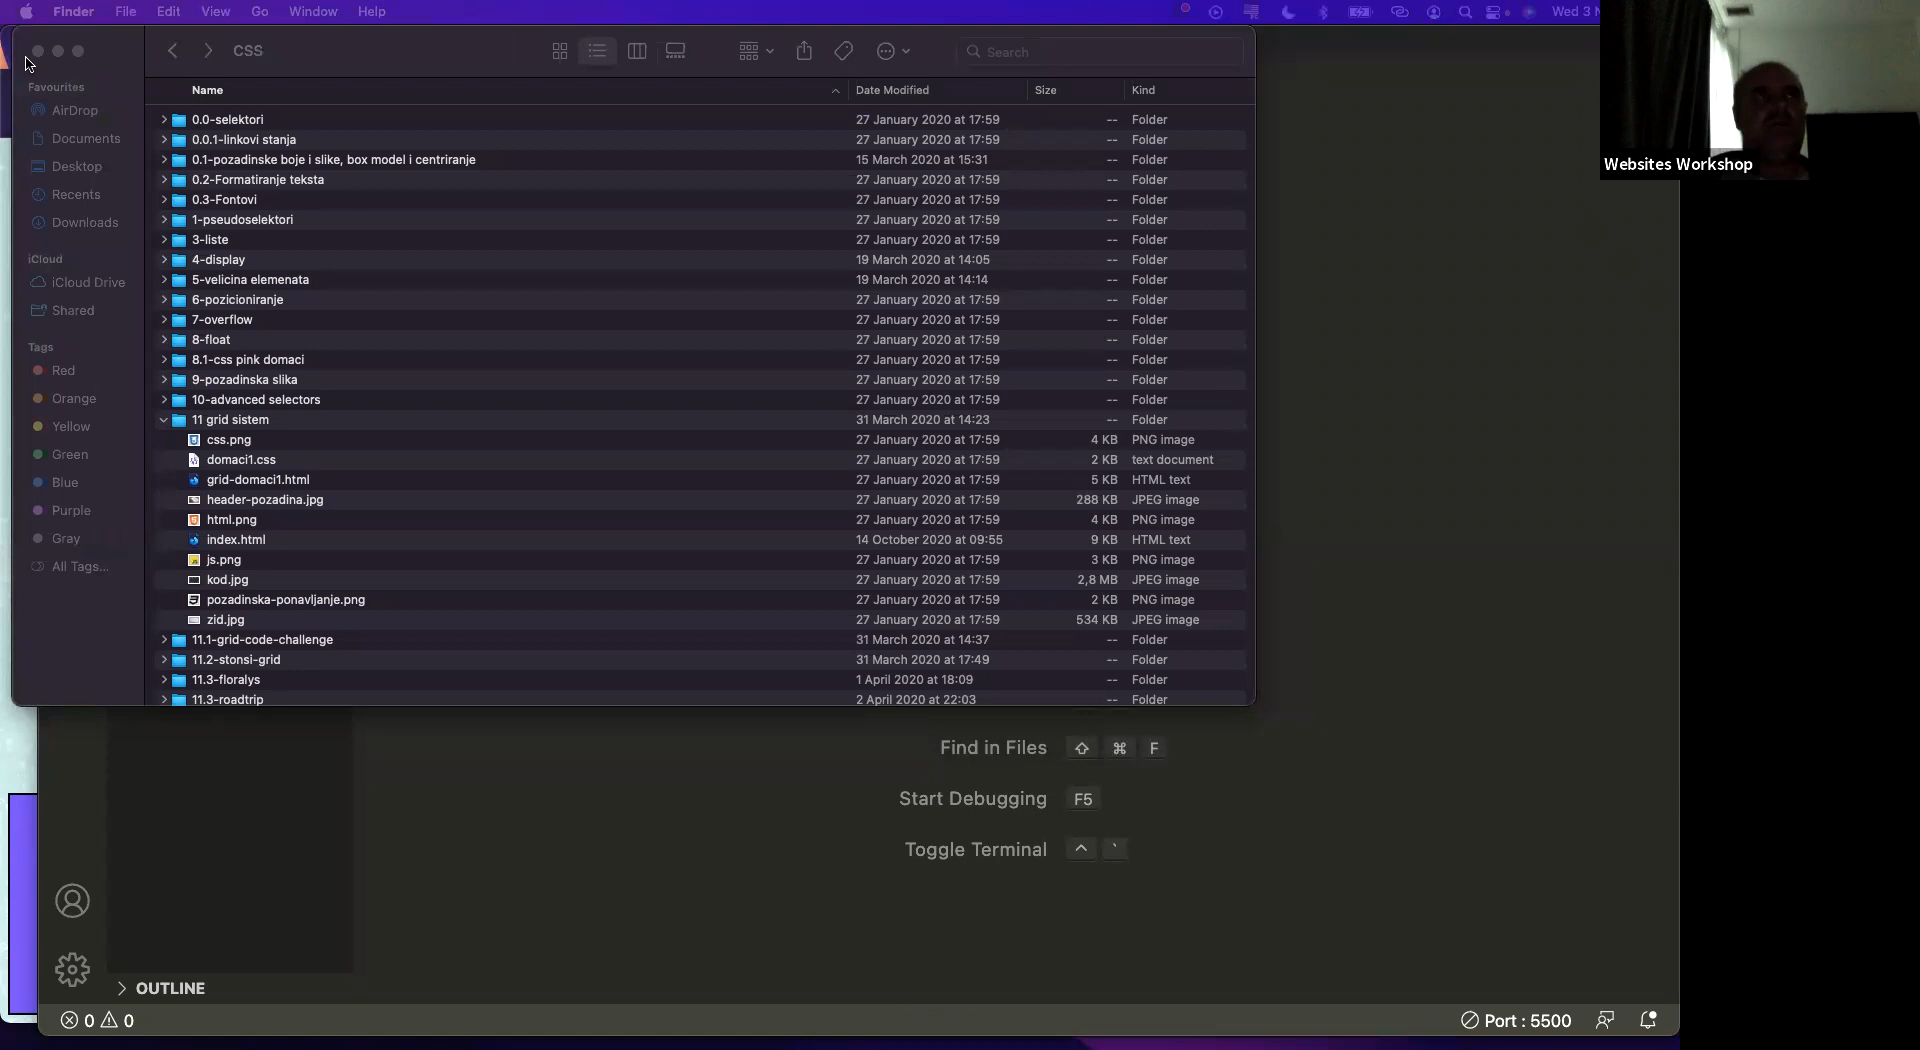 Finder File Edit View Go Window Help Wed 3
CSS
Search
Favourites
AirDrop
Documents
Desktop
Recents
Downloads
iCloud
iCloud Drive
Shared
Tags
Red
Orange
Yellow
Green
Blue
Purple
Gray
All Tags...
Name Date Modified Size Kind
0.0-selektori 27 January 2020 at 17:59 -- Folder
0.0.1-linkovi stanja 27 January 2020 at 17:59 -- Folder
0.1-pozadinske boje i slike, box model i centriranje 15 March 2020 at 15:31 -- Folder
0.2-Formatiranje teksta 27 January 2020 at 17:59 -- Folder
0.3-Fontovi 27 January 2020 at 17:59 -- Folder
1-pseudoselektori 27 January 2020 at 17:59 -- Folder
3-liste 27 January 2020 at 17:59 -- Folder
4-display 19 March 2020 at 14:05 -- Folder
5-velicina elemenata 19 March 2020 at 14:14 -- Folder
6-pozicioniranje 27 January 2020 at 17:59 -- Folder
7-overflow 27 January 2020 at 17:59 -- Folder
8-float 27 January 2020 at 17:59 -- Folder
8.1-css pink domaci 27 January 2020 at 17:59 -- Folder
9-pozadinska slika 27 January 2020 at 17:59 -- Folder
10-advanced selectors 27 January 2020 at 17:59 -- Folder
11 grid sistem 31 March 2020 at 14:23 -- Folder
css.png 27 January 2020 at 17:59 4 KB PNG image
domaci1.css 27 January 2020 at 17:59 2 KB text document
grid-domaci1.html 27 January 2020 at 17:59 5 KB HTML text
header-pozadina.jpg 27 January 2020 at 17:59 288 KB JPEG image
html.png 27 January 2020 at 17:59 4 KB PNG image
index.html 14 October 2020 at 09:55 9 KB HTML text
js.png 27 January 2020 at 17:59 3 KB PNG image
kod.jpg 27 January 2020 at 17:59 2,8 MB JPEG image
pozadinska-ponavljanje.png 27 January 2020 at 17:59 2 KB PNG image
zid.jpg 27 January 2020 at 17:59 534 KB JPEG image
11.1-grid-code-challenge 31 March 2020 at 14:37 -- Folder
11.2-stonsi-grid 31 March 2020 at 17:49 -- Folder
11.3-floralys 1 April 2020 at 18:09 -- Folder
11.3-roadtrip 2 April 2020 at 22:03 -- Folder
Websites Workshop
Find in Files ⇧ ⌘ F
Start Debugging F5
Toggle Terminal ^ `
OUTLINE
0 0
Port : 5500